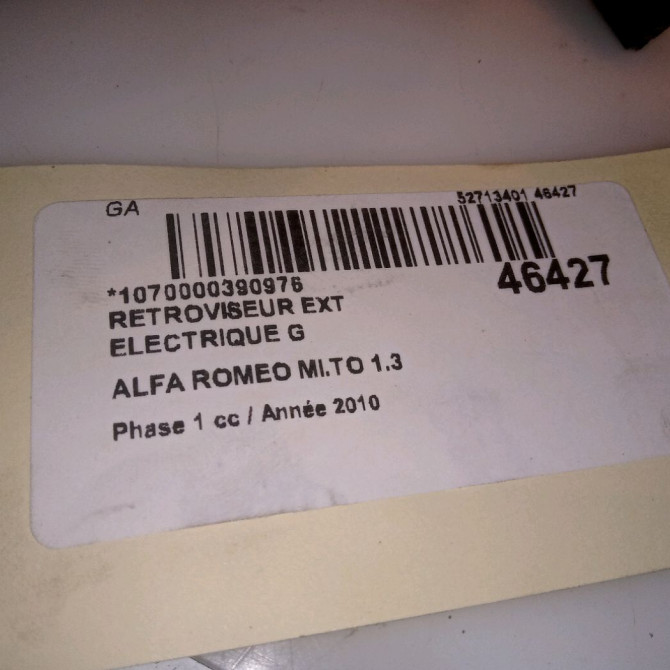 GA
52713401 46427
*1070000390976
46427
RETROVISEUR EXT
ELECTRIQUE G
ALFA ROMEO MI.TO 1.3
Phase 1 cc / Année 2010